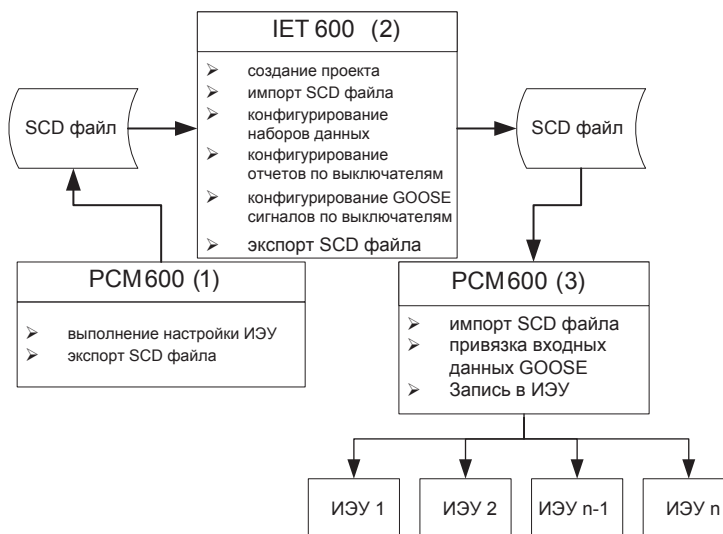 IET 600 (2)
➢ создание проекта
➢ импорт SCD файла
➢ конфигурирование
наборов данных
➢ конфигурирование
отчетов по выключателям
➢ конфигурирование GOOSE
сигналов по выключателям
➢ экспорт SCD файла
SCD файл
SCD файл
PCM600 (1)
➢ выполнение настройки ИЭУ
➢ экспорт SCD файла
PCM600 (3)
➢ импорт SCD файла
➢ привязка входных
данных GOOSE
➢ Запись в ИЭУ
ИЭУ 1
ИЭУ 2
ИЭУ n-1
ИЭУ n